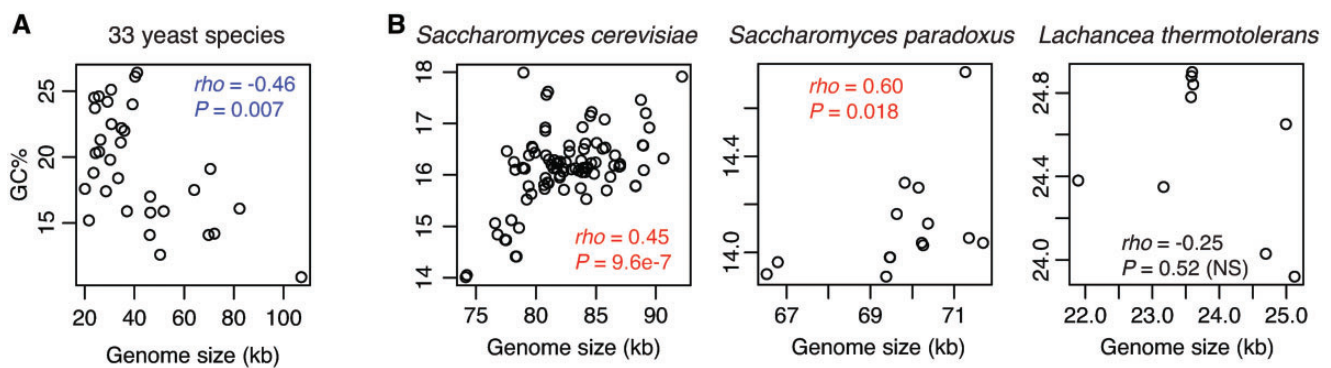 A
33 yeast species
rho = -0.46
P = 0.007
GC%
25
20
15
20 40 60 80 100
Genome size (kb)
B
Saccharomyces cerevisiae
18
17
16
15
14
rho = 0.45
P = 9.6e-7
75 80 85 90
Genome size (kb)
Saccharomyces paradoxus
rho = 0.60
P = 0.018
14.4
14.0
67 69 71
Genome size (kb)
Lachancea thermotolerans
24.8
24.4
24.0
rho = -0.25
P = 0.52 (NS)
22.0 23.0 24.0 25.0
Genome size (kb)